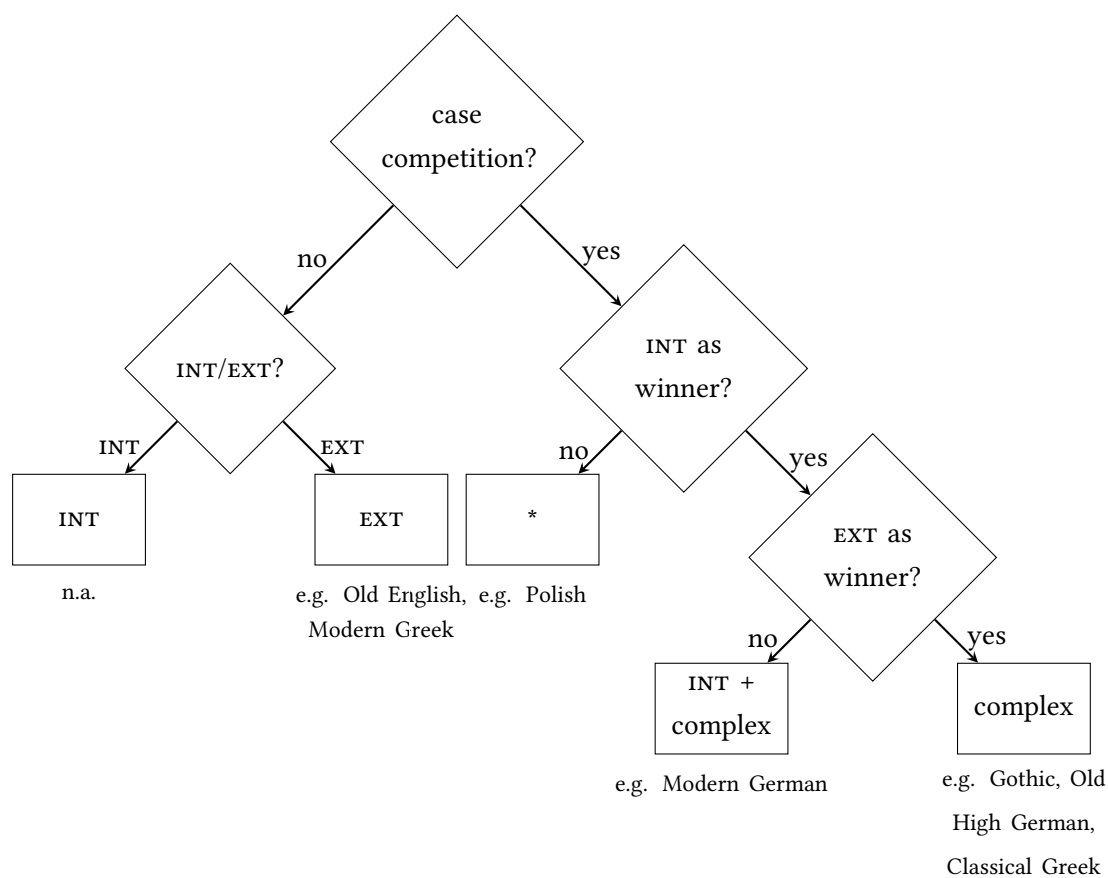 case
competition?
no
yes
INT/EXT?
INT as
winner?
INT
EXT
no
yes
INT
EXT
*
EXT as
winner?
n.a.
e.g. Old English,
Modern Greek
e.g. Polish
no
yes
INT +
complex
complex
e.g. Modern German
e.g. Gothic, Old
High German,
Classical Greek